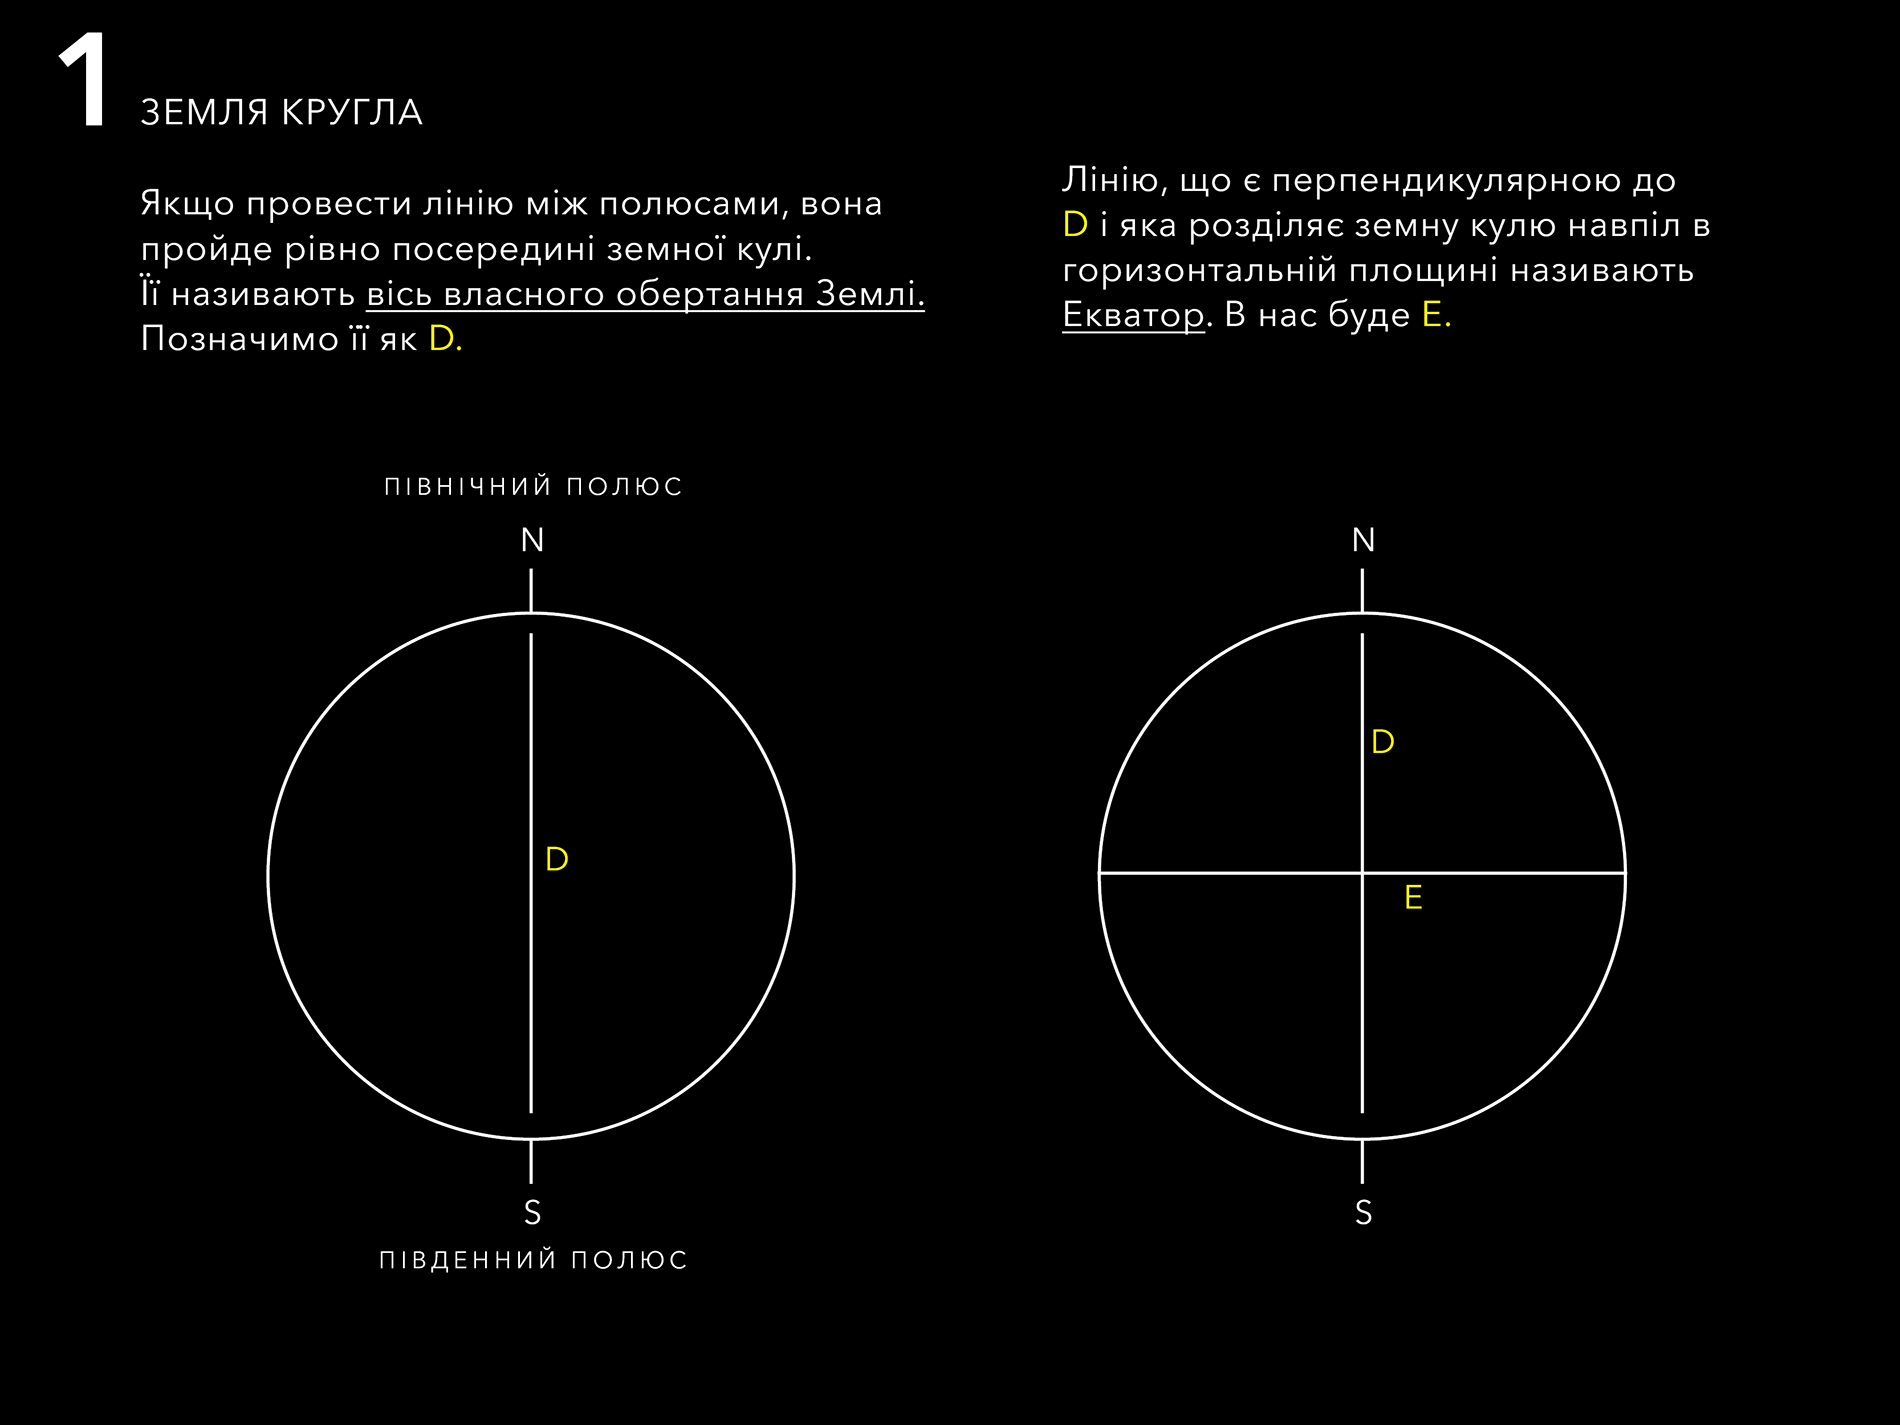 1 ЗЕМЛЯ КРУГЛА
Якщо провести лінію між полюсами, вона
пройде рівно посередині земної кулі.
Її називають вісь власного обертання Землі.
Позначимо її як D.
Лінію, що є перпендикулярною до
D і яка розділяє земну кулю навпіл в
горизонтальній площині називають
Екватор. В нас буде E.
ПІВНІЧНИЙ ПОЛЮС
N
D
S
ПІВДЕННИЙ ПОЛЮС
N
D
E
S